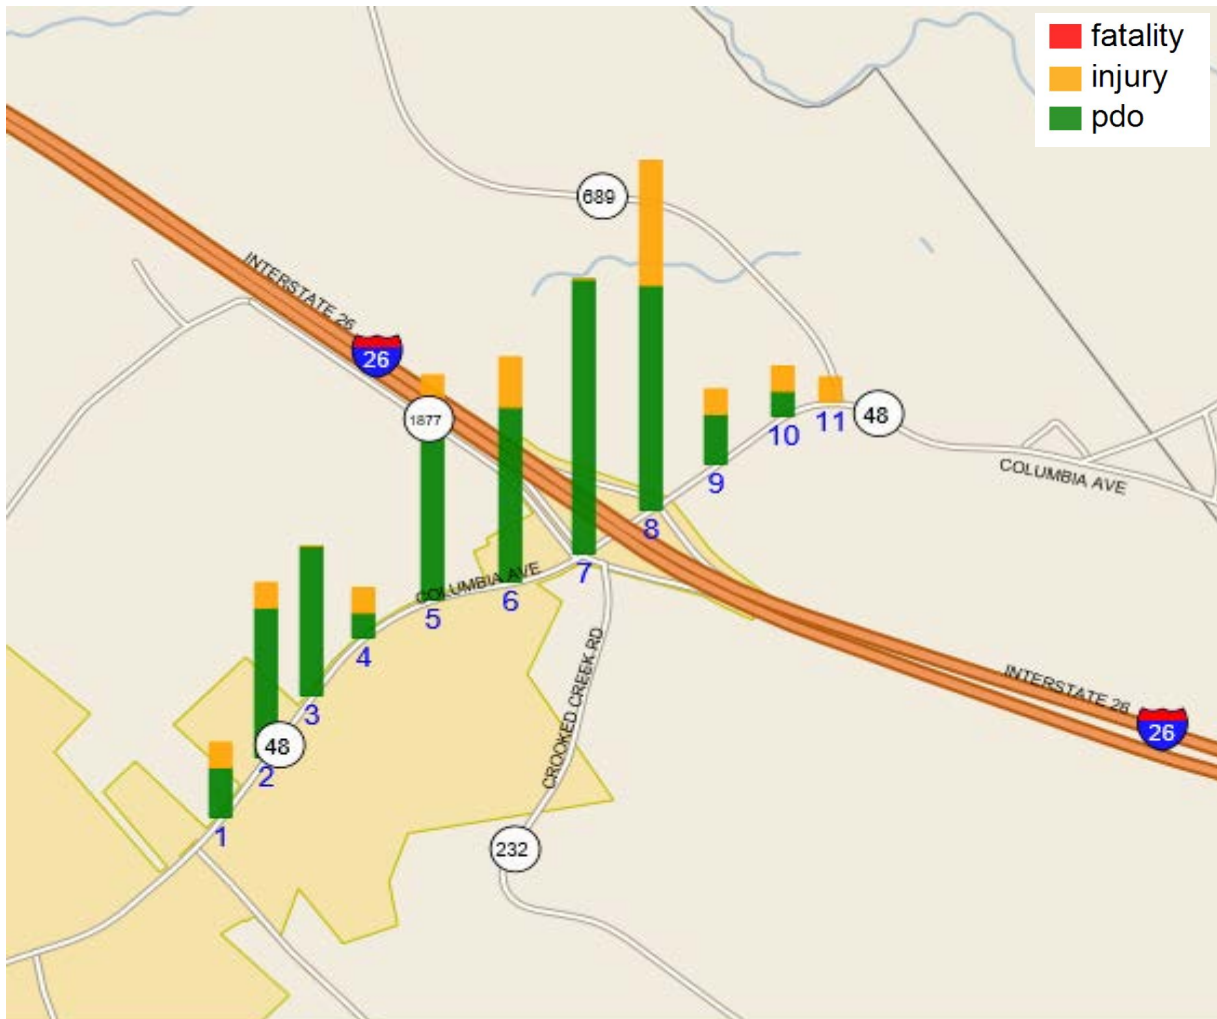 fatality
injury
pdo
689
INTERSTATE 26
26
1877
11
48
10
COLUMBIA AVE
9
8
7
COLUMBIA AVE
6
5
4
CROOKED CREEK RD
INTERSTATE 26
26
3
48
2
1
232